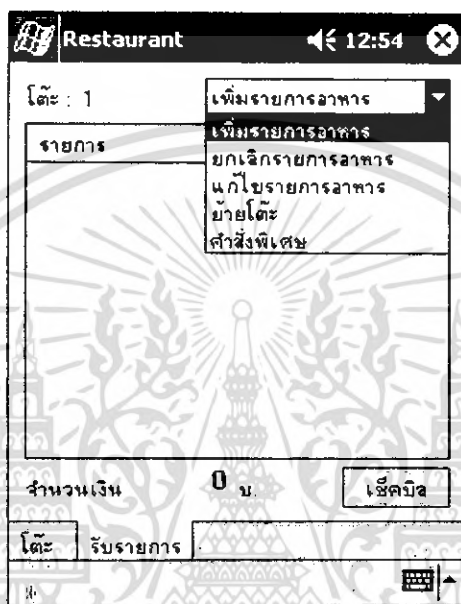 Restaurant 12:54
โต๊ะ : 1 เพิ่มรายการอาหาร
เพิ่มรายการอาหาร
รายการ
ยกเลิกรายการอาหาร
แก้ไขรายการอาหาร
ย้ายโต๊ะ
คำสั่งพิเศษ
จำนวนเงิน 0 บ. เช็คบิล
โต๊ะ รับรายการ